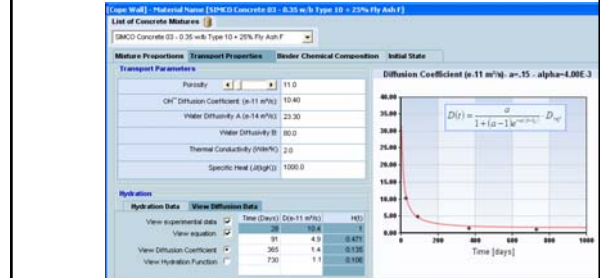 [Cope Wall] - Material Name [SIMCO Concrete 03 - 0.35 w/b Type 10 + 25% Fly Ash F]
List of Concrete Mixtures
SIMCO Concrete 03 - 0.35 w/b Type 10 + 25% Fly Ash F
Mixture Proportions Transport Properties Binder Chemical Composition Initial State
Transport Parameters
Porosity 11.0
OH- Diffusion Coefficient (e-11 m²/s) 10.40
Water Diffusivity A (e-14 m²/s) 23.30
Water Diffusivity B 80.0
Thermal Conductivity (W/m/ºK) 2.0
Specific Heat (J/(kgK)) 1000.0
Hydration
Hydration Data View Diffusion Data
View experimental data
View equation
View Diffusion Coefficient
View Hydration Function
Time (Days) D(e-11 m²/s) H(t)
28 10.4 1
91 4.9 0.471
365 1.4 0.135
730 1.1 0.106
Diffusion Coefficient (e-11 m²/s)- a=.15 - alpha=4.00E-3
40.00
35.00
25.00
15.00
10.00
5.00
0.00
0 200 400 600 800 1000
Time [days]